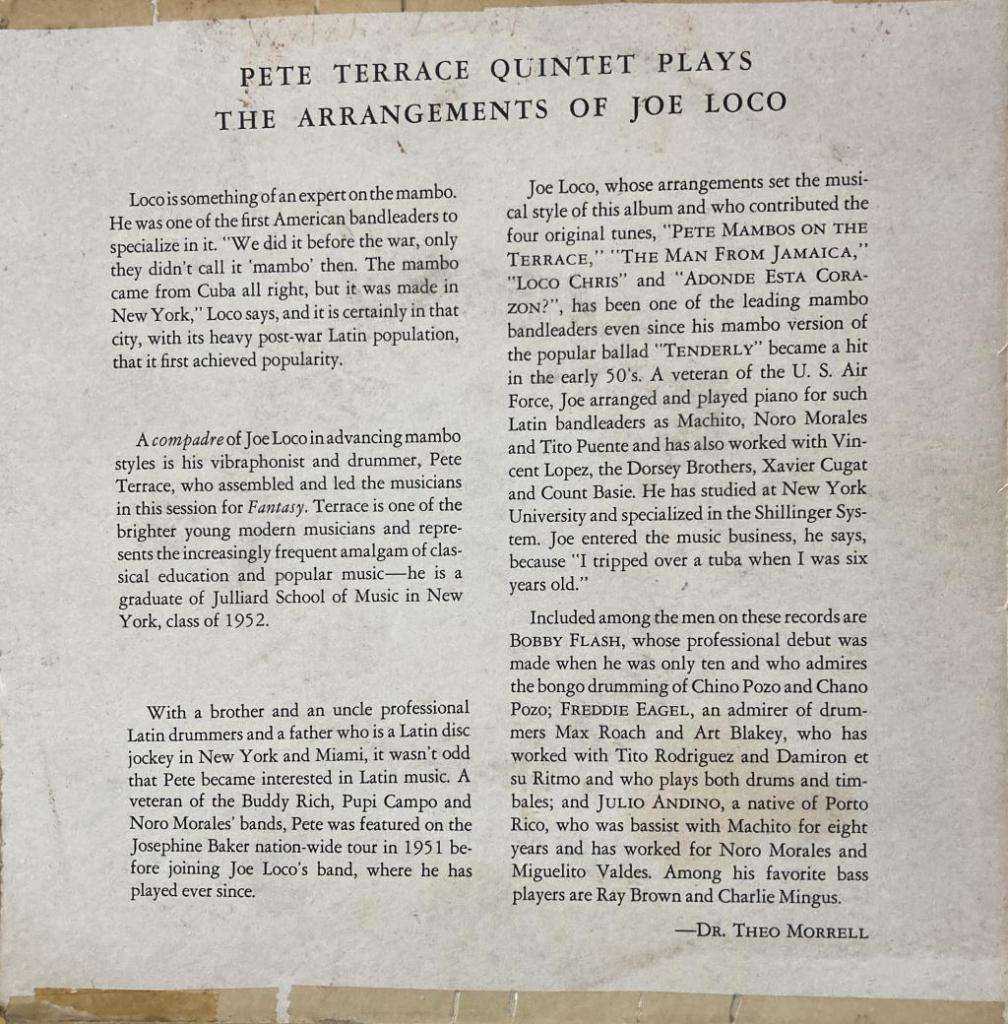 PETE TERRACE QUINTET PLAYS
THE ARRANGEMENTS OF JOE LOCO
Loco is something of an expert on the mambo.
He was one of the first American bandleaders to
specialize in it. "We did it before the war, only
they didn't call it 'mambo' then. The mambo
came from Cuba all right, but it was made in
New York," Loco says, and it is certainly in that
city, with its heavy post-war Latin population,
that it first achieved popularity.
A compadre of Joe Loco in advancing mambo
styles is his vibraphonist and drummer, Pete
Terrace, who assembled and led the musicians
in this session for Fantasy. Terrace is one of the
brighter young modern musicians and repre-
sents the increasingly frequent amalgam of clas-
sical education and popular music—he is a
graduate of Julliard School of Music in New
York, class of 1952.
With a brother and an uncle professional
Latin drummers and a father who is a Latin disc
jockey in New York and Miami, it wasn't odd
that Pete became interested in Latin music. A
veteran of the Buddy Rich, Pupi Campo and
Noro Morales' bands, Pete was featured on the
Josephine Baker nation-wide tour in 1951 be-
fore joining Joe Loco's band, where he has
played ever since.
Joe Loco, whose arrangements set the musi-
cal style of this album and who contributed the
four original tunes, "PETE MAMBOS ON THE
TERRACE," "THE MAN FROM JAMAICA,"
"LOCO CHRIS" and "ADONDE ESTA CORA-
ZON?", has been one of the leading mambo
bandleaders even since his mambo version of
the popular ballad "TENDERLY" became a hit
in the early 50's. A veteran of the U. S. Air
Force, Joe arranged and played piano for such
Latin bandleaders as Machito, Noro Morales
and Tito Puente and has also worked with Vin-
cent Lopez, the Dorsey Brothers, Xavier Cugat
and Count Basie. He has studied at New York
University and specialized in the Shillinger Sys-
tem. Joe entered the music business, he says,
because "I tripped over a tuba when I was six
years old."
Included among the men on these records are
BOBBY FLASH, whose professional debut was
made when he was only ten and who admires
the bongo drumming of Chino Pozo and Chano
Pozo; FREDDIE EAGEL, an admirer of drum-
mers Max Roach and Art Blakey, who has
worked with Tito Rodriguez and Damiron et
su Ritmo and who plays both drums and tim-
bales; and JULIO ANDINO, a native of Porto
Rico, who was bassist with Machito for eight
years and has worked for Noro Morales and
Miguelito Valdes. Among his favorite bass
players are Ray Brown and Charlie Mingus.
—DR. THEO MORRELL